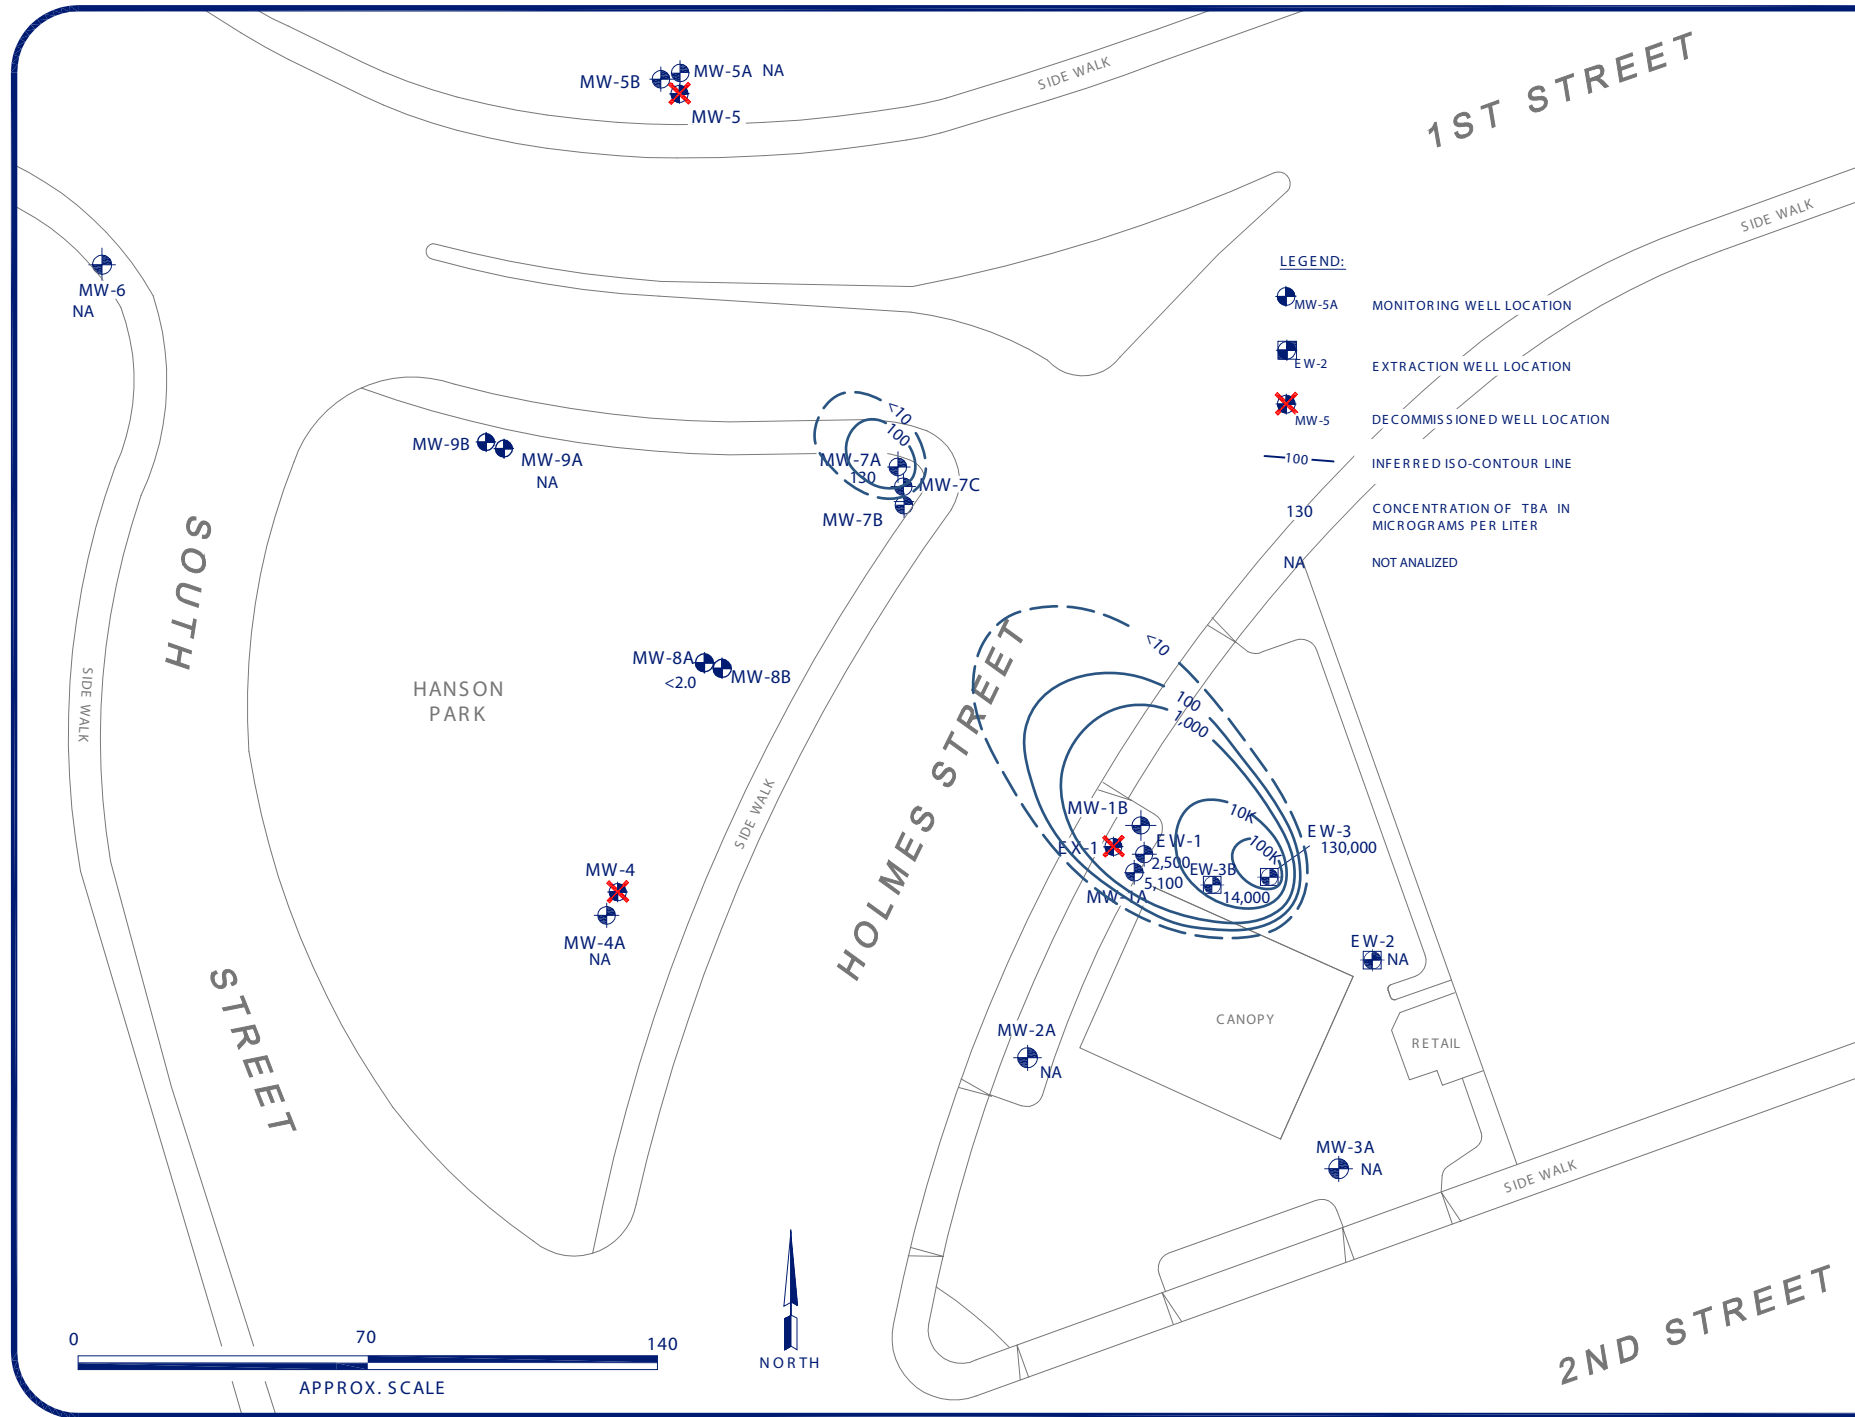 MW-5B
MW-5A NA
MW-5
SIDE WALK
1ST STREET
SIDE WALK
MW-6
NA
LEGEND:
MW-5A MONITORING WELL LOCATION
EW-2 EXTRACTION WELL LOCATION
MW-5 DECOMMISSIONED WELL LOCATION
100 INFERRED ISO-CONTOUR LINE
130 CONCENTRATION OF TBA IN
MICROGRAMS PER LITER
NA NOT ANALIZED
<10
100
MW-9B
MW-9A
NA
MW-7A
130
MW-7C
MW-7B
SOUTH
STREET
SIDE WALK
HANSON
PARK
MW-8A
<2.0
MW-8B
HOLMES STREET
SIDE WALK
<10
100
1,000
10K
100K
MW-1B
EX-1
EW-1
2,500
5,100
MW-1A
EW-3B
14,000
EW-3
130,000
MW-4
MW-4A
NA
EW-2
NA
CANOPY
RETAIL
MW-2A
NA
MW-3A
NA
SIDE WALK
2ND STREET
0 70 140
APPROX. SCALE
NORTH